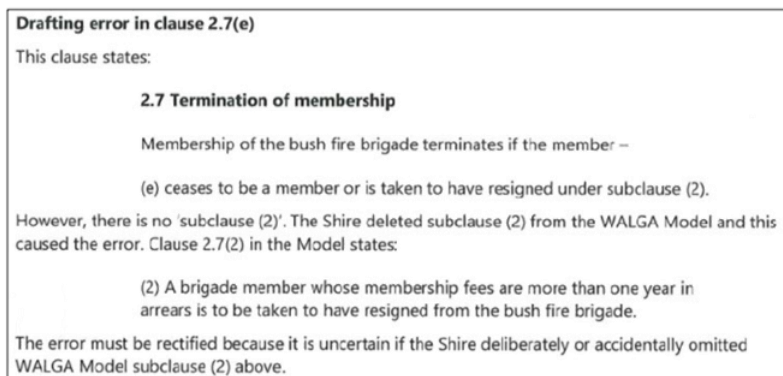 Drafting error in clause 2.7(e)
This clause states:
2.7 Termination of membership
Membership of the bush fire brigade terminates if the member –
(e) ceases to be a member or is taken to have resigned under subclause (2).
However, there is no 'subclause (2)'. The Shire deleted subclause (2) from the WALGA Model and this
caused the error. Clause 2.7(2) in the Model states:
(2) A brigade member whose membership fees are more than one year in
arrears is to be taken to have resigned from the bush fire brigade.
The error must be rectified because it is uncertain if the Shire deliberately or accidentally omitted
WALGA Model subclause (2) above.